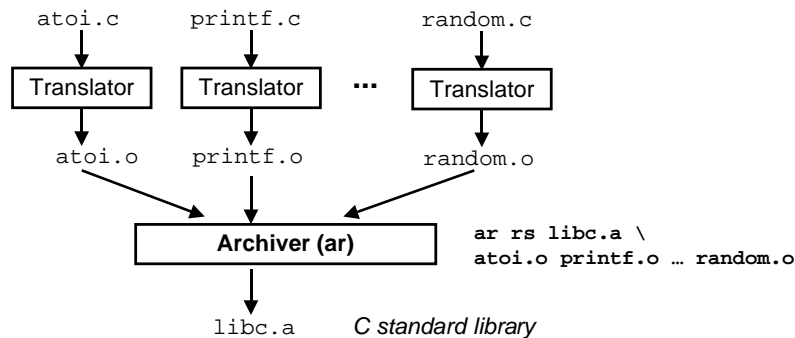 atoi.c printf.c random.c
Translator Translator ... Translator
atoi.o printf.o random.o
Archiver (ar)
ar rs libc.a \
atoi.o printf.o … random.o
libc.a C standard library